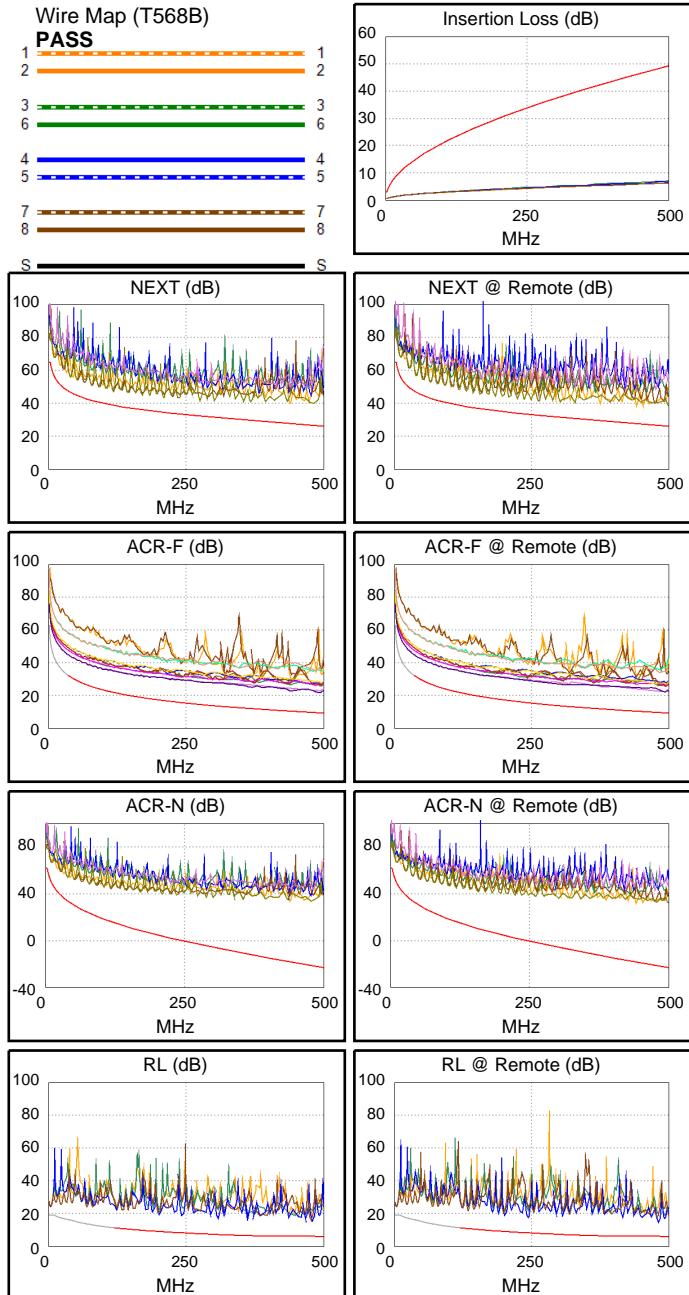 Wire Map (T568B)
PASS
1 1
2 2
3 3
6 6
4 4
5 5
7 7
8 8
S S
Insertion Loss (dB)
60
50
40
30
20
10
0
0 250 500
MHz
NEXT (dB)
100
80
60
40
20
0
0 250 500
MHz
NEXT @ Remote (dB)
100
80
60
40
20
0
0 250 500
MHz
ACR-F (dB)
100
80
60
40
20
0
0 250 500
MHz
ACR-F @ Remote (dB)
100
80
60
40
20
0
0 250 500
MHz
ACR-N (dB)
80
40
0
-40
0 250 500
MHz
ACR-N @ Remote (dB)
80
40
0
-40
0 250 500
MHz
RL (dB)
100
80
60
40
20
0
0 250 500
MHz
RL @ Remote (dB)
100
80
60
40
20
0
0 250 500
MHz